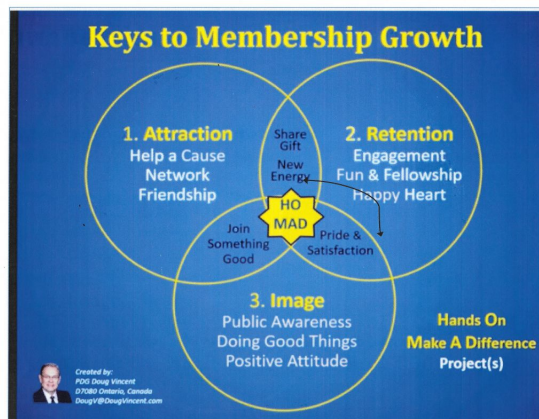 Keys to Membership Growth
1. Attraction
Help a Cause
Network
Friendship
Share
Gift
New
Energy
2. Retention
Engagement
Fun & Fellowship
Happy Heart
HO
MAD
Join
Something
Good
Pride &
Satisfaction
3. Image
Public Awareness
Doing Good Things
Positive Attitude
Hands On
Make A Difference
Project(s)
Created by:
PDG Doug Vincent
D7080 Ontario, Canada
DougV@DougVincent.com